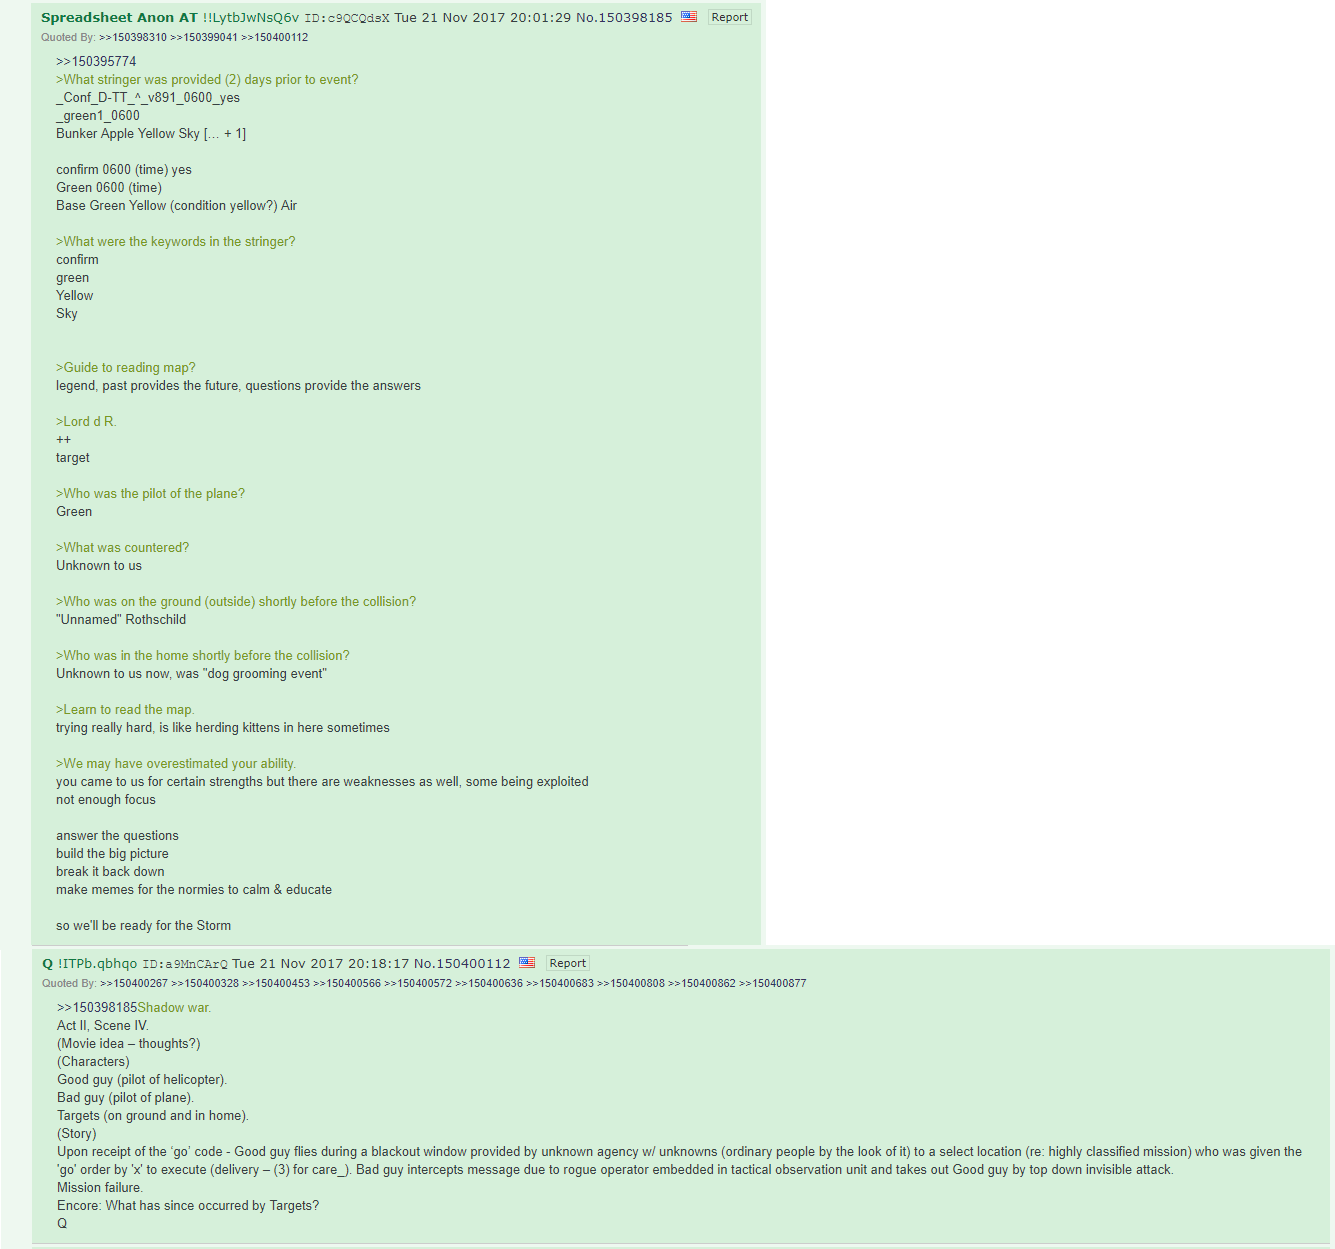 Spreadsheet Anon AT !!LytbJwNsQ6v ID:c9QCQdsX Tue 21 Nov 2017 20:01:29 No.150398185 Report
Quoted By: >>150398310 >>150399041 >>150400112
>>150395774
>What stringer was provided (2) days prior to event?
_Conf_D-TT_^_v891_0600_yes
_green1_0600
Bunker Apple Yellow Sky [... + 1]
confirm 0600 (time) yes
Green 0600 (time)
Base Green Yellow (condition yellow?) Air
>What were the keywords in the stringer?
confirm
green
Yellow
Sky
>Guide to reading map?
legend, past provides the future, questions provide the answers
>Lord d R.
++
target
>Who was the pilot of the plane?
Green
>What was countered?
Unknown to us
>Who was on the ground (outside) shortly before the collision?
"Unnamed" Rothschild
>Who was in the home shortly before the collision?
Unknown to us now, was "dog grooming event"
>Learn to read the map.
trying really hard, is like herding kittens in here sometimes
>We may have overestimated your ability.
you came to us for certain strengths but there are weaknesses as well, some being exploited
not enough focus
answer the questions
build the big picture
break it back down
make memes for the normies to calm & educate
so we'll be ready for the Storm
Q !ITPb.qbhqo ID:a9MnCArQ Tue 21 Nov 2017 20:18:17 No.150400112 Report
Quoted By: >>150400267 >>150400328 >>150400453 >>150400566 >>150400572 >>150400636 >>150400683 >>150400808 >>150400862 >>150400877
>>150398185Shadow war.
Act II, Scene IV.
(Movie idea – thoughts?)
(Characters)
Good guy (pilot of helicopter).
Bad guy (pilot of plane).
Targets (on ground and in home).
(Story)
Upon receipt of the ‘go’ code - Good guy flies during a blackout window provided by unknown agency w/ unknowns (ordinary people by the look of it) to a select location (re: highly classified mission) who was given the
'go' order by 'x' to execute (delivery – (3) for care_). Bad guy intercepts message due to rogue operator embedded in tactical observation unit and takes out Good guy by top down invisible attack.
Mission failure.
Encore: What has since occurred by Targets?
Q